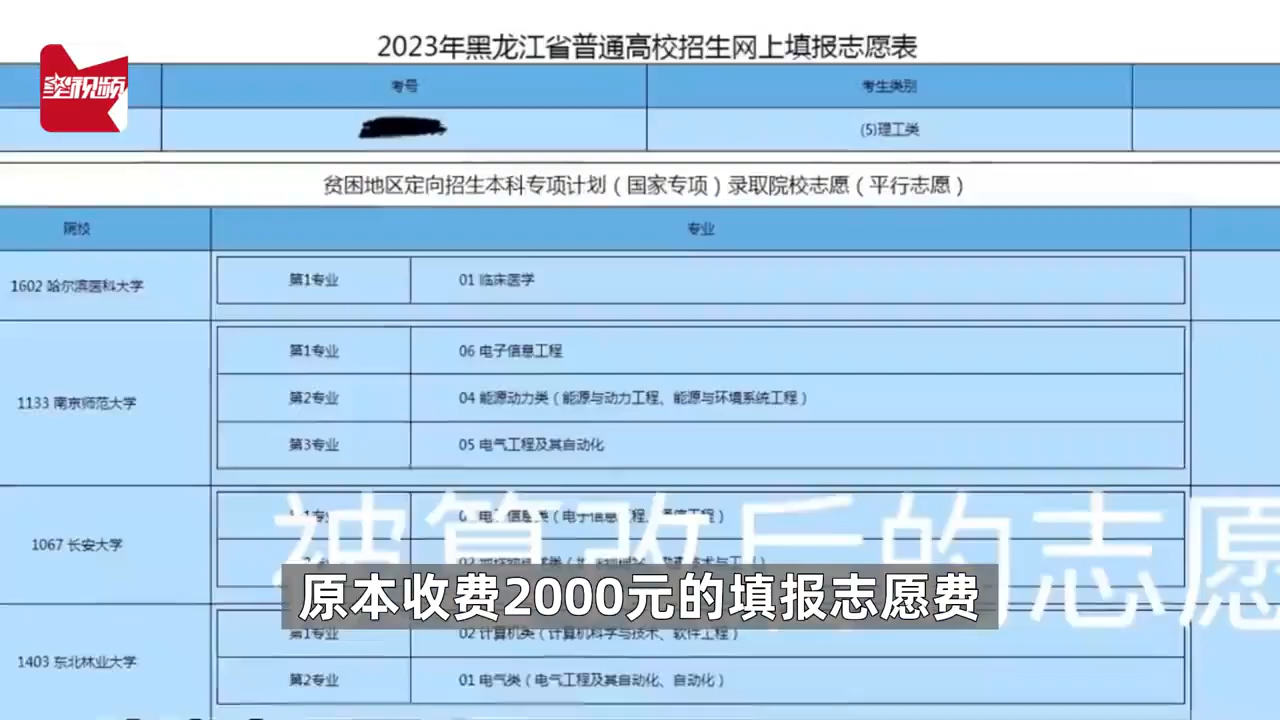 2023年黑龙江省普通高校招生网上填报志愿表
星视频
考号
考生类别
(5)理工类
贫困地区定向招生本科专项计划（国家专项）录取院校志愿（平行志愿）
院校
专业
1602 哈尔滨医科大学
第1专业
01 临床医学
1133 南京师范大学
第1专业
06 电子信息工程
第2专业
04 能源动力类（能源与动力工程、能源与环境系统工程）
第3专业
05 电气工程及其自动化
1067 长安大学
被篡改后的志愿
原本收费2000元的填报志愿费
1403 东北林业大学
第1专业
02 计算机类（计算机科学与技术、软件工程）
第2专业
01 电气类（电气工程及其自动化、自动化）